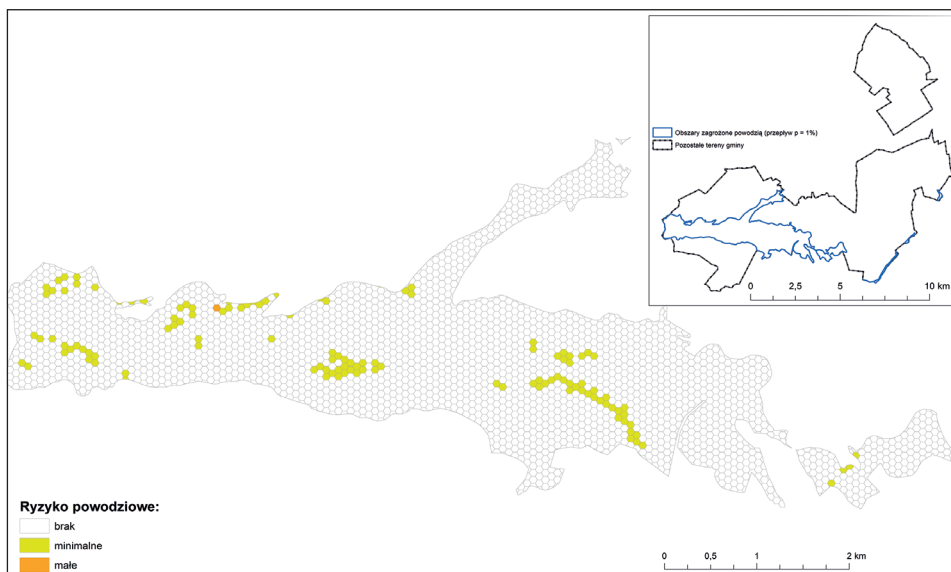 Obszary zagrożone powodzią (przepływ p = 1%)
Pozostałe tereny gminy
0 2,5 5 10 km
Ryzyko powodziowe:
brak
minimalne
małe
0 0,5 1 2 km